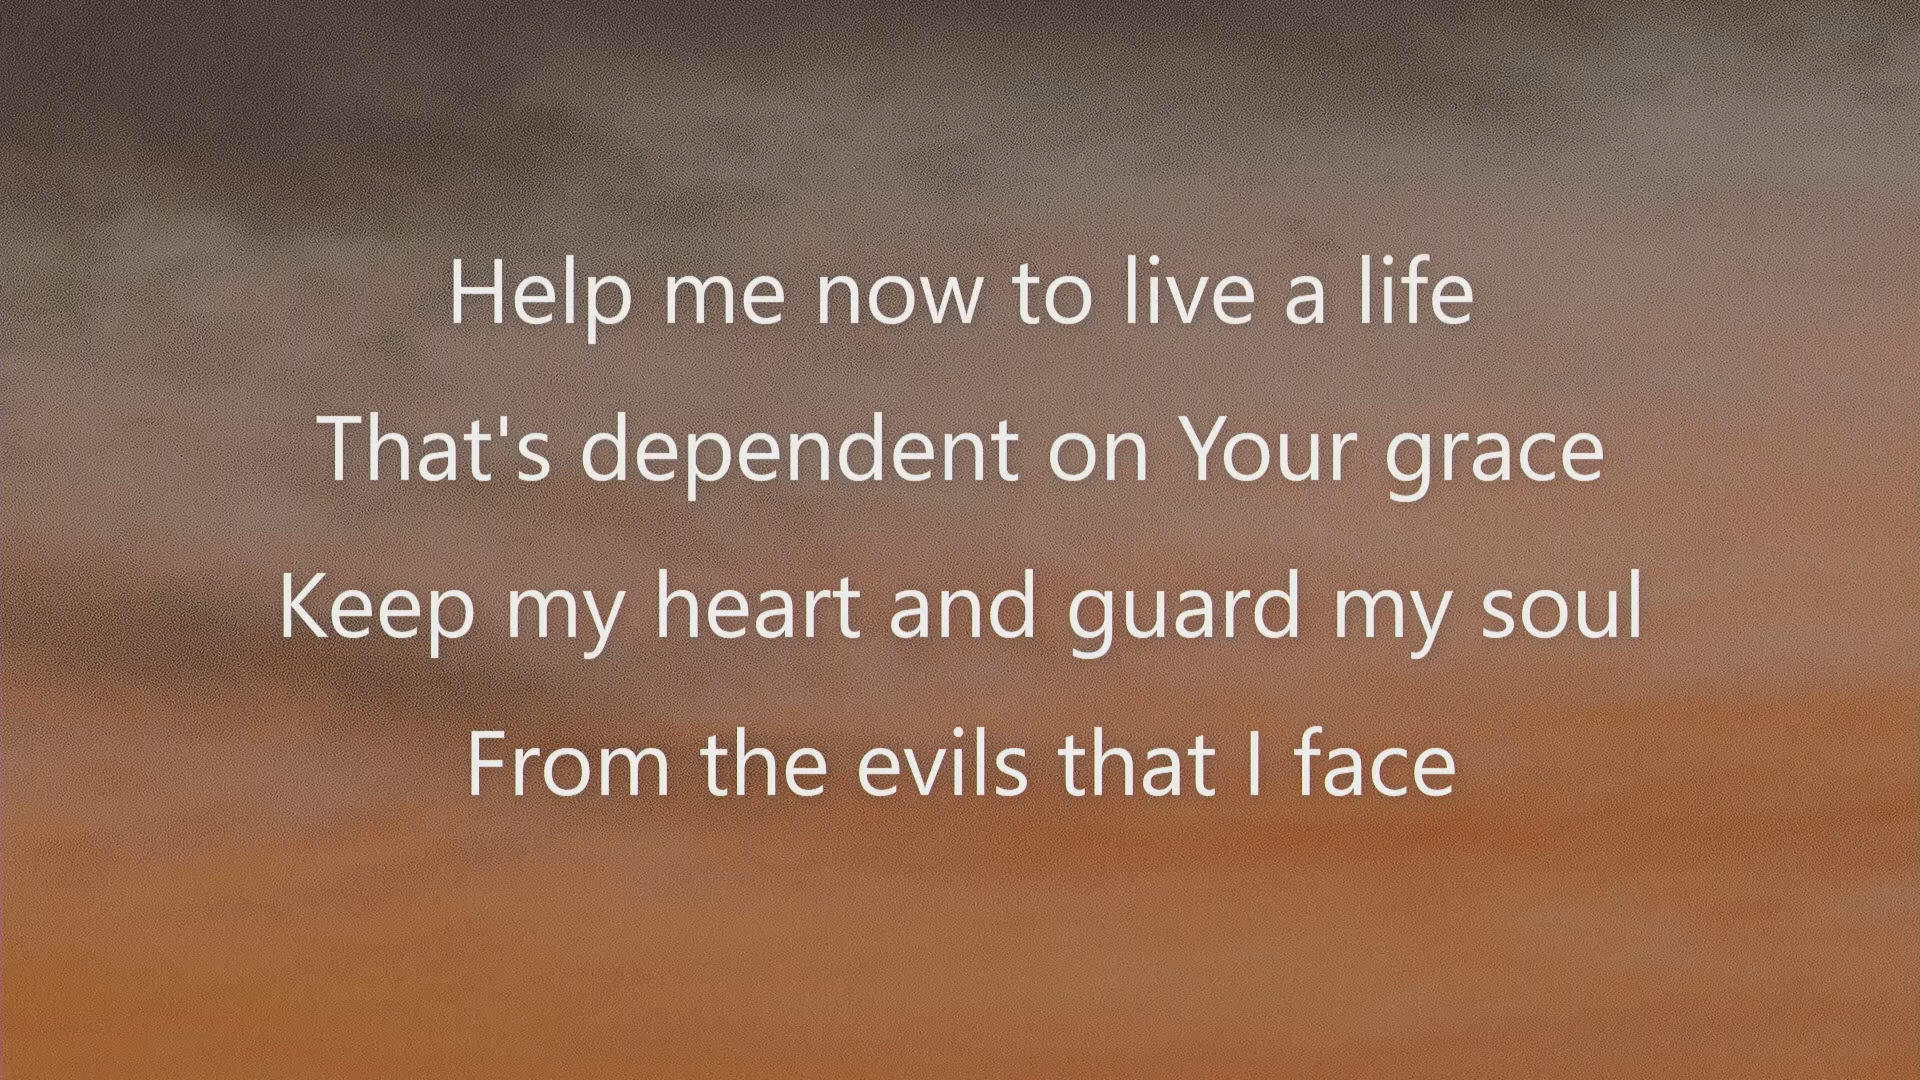 Help me now to live a life
That's dependent on Your grace
Keep my heart and guard my soul
From the evils that I face